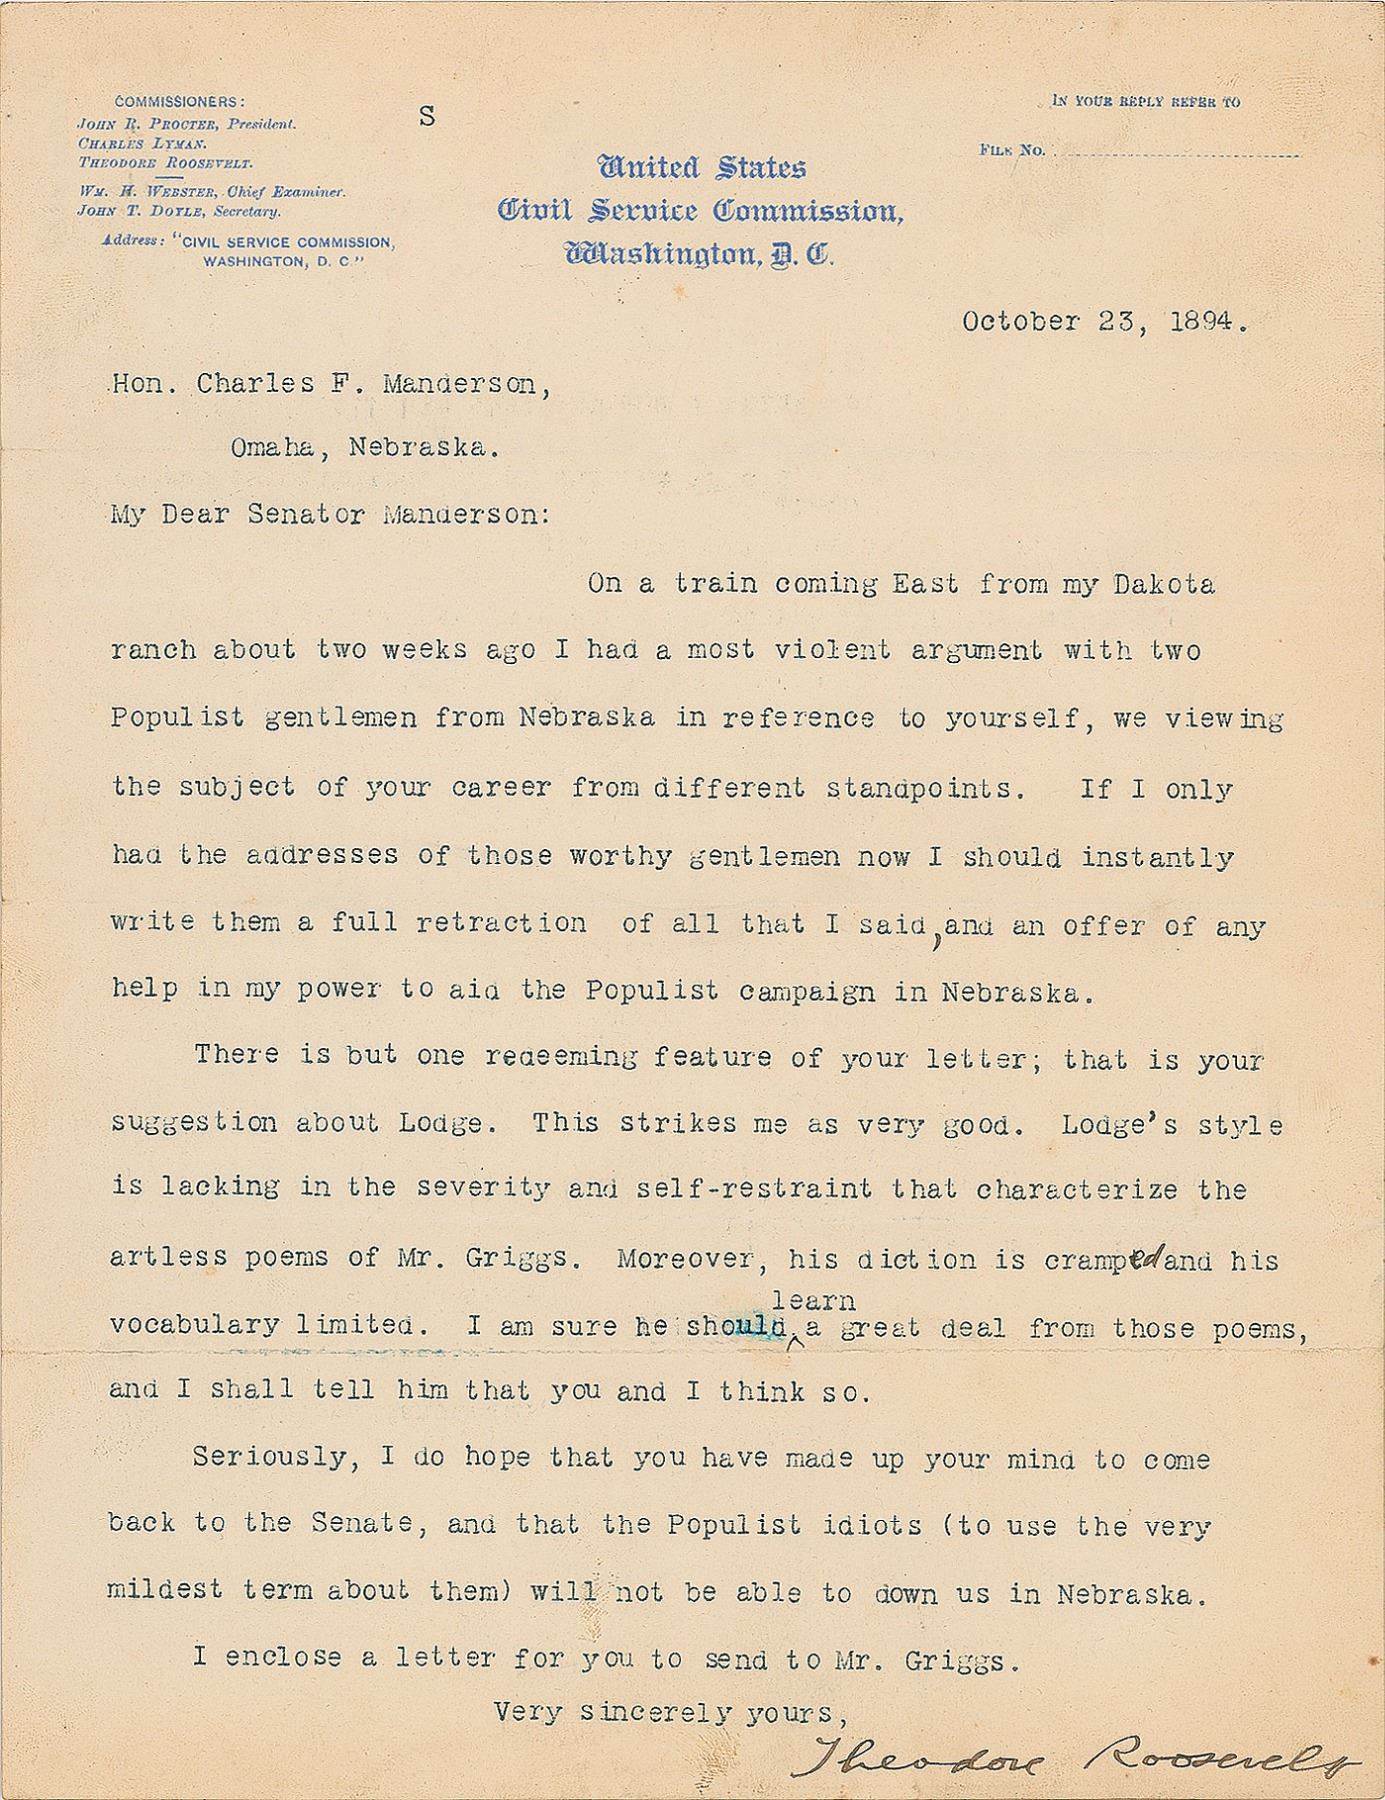 COMMISSIONERS:
JOHN R. PROCTER, President.
CHARLES LYMAN.
THEODORE ROOSEVELT.
WM. H. WEBSTER, Chief Examiner.
JOHN T. DOYLE, Secretary.
Address: "CIVIL SERVICE COMMISSION,
WASHINGTON, D. C."
S
United States
Civil Service Commission,
Washington, D. C.
IN YOUR REPLY REFER TO
FILE NO.
October 23, 1894.
Hon. Charles F. Manderson,
Omaha, Nebraska.
My Dear Senator Manderson:
On a train coming East from my Dakota
ranch about two weeks ago I had a most violent argument with two
Populist gentlemen from Nebraska in reference to yourself, we viewing
the subject of your career from different standpoints. If I only
had the addresses of those worthy gentlemen now I should instantly
write them a full retraction of all that I said, and an offer of any
help in my power to aid the Populist campaign in Nebraska.
There is but one redeeming feature of your letter; that is your
suggestion about Lodge. This strikes me as very good. Lodge's style
is lacking in the severity and self-restraint that characterize the
artless poems of Mr. Griggs. Moreover, his diction is cramped and his
learn
vocabulary limited. I am sure he should ^ a great deal from those poems,
and I shall tell him that you and I think so.
Seriously, I do hope that you have made up your mind to come
back to the Senate, and that the Populist idiots (to use the very
mildest term about them) will not be able to down us in Nebraska.
I enclose a letter for you to send to Mr. Griggs.
Very sincerely yours,
Theodore Roosevelt